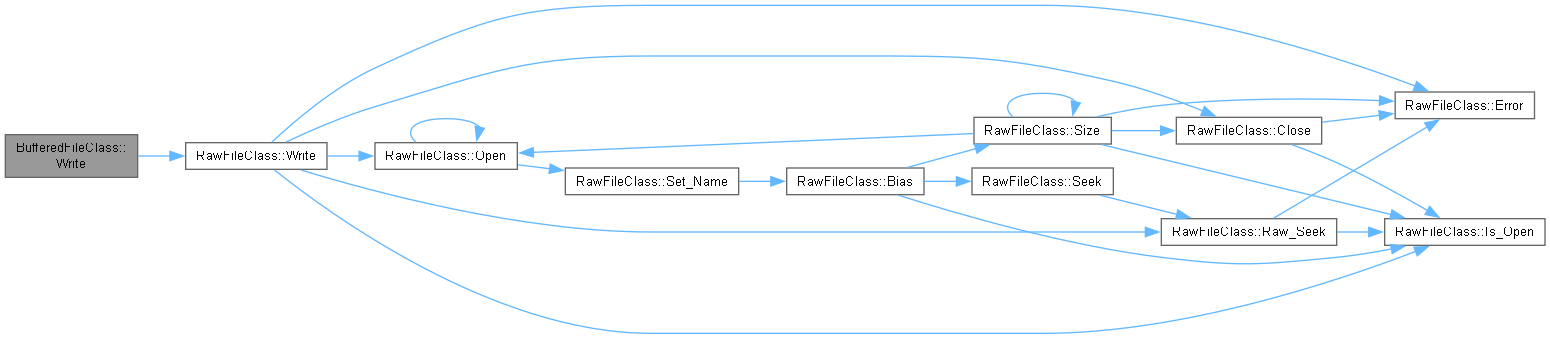 BufferedFileClass::
Write
RawFileClass::Write
RawFileClass::Open
RawFileClass::Set_Name
RawFileClass::Bias
RawFileClass::Size
RawFileClass::Seek
RawFileClass::Close
RawFileClass::Raw_Seek
RawFileClass::Error
RawFileClass::Is_Open